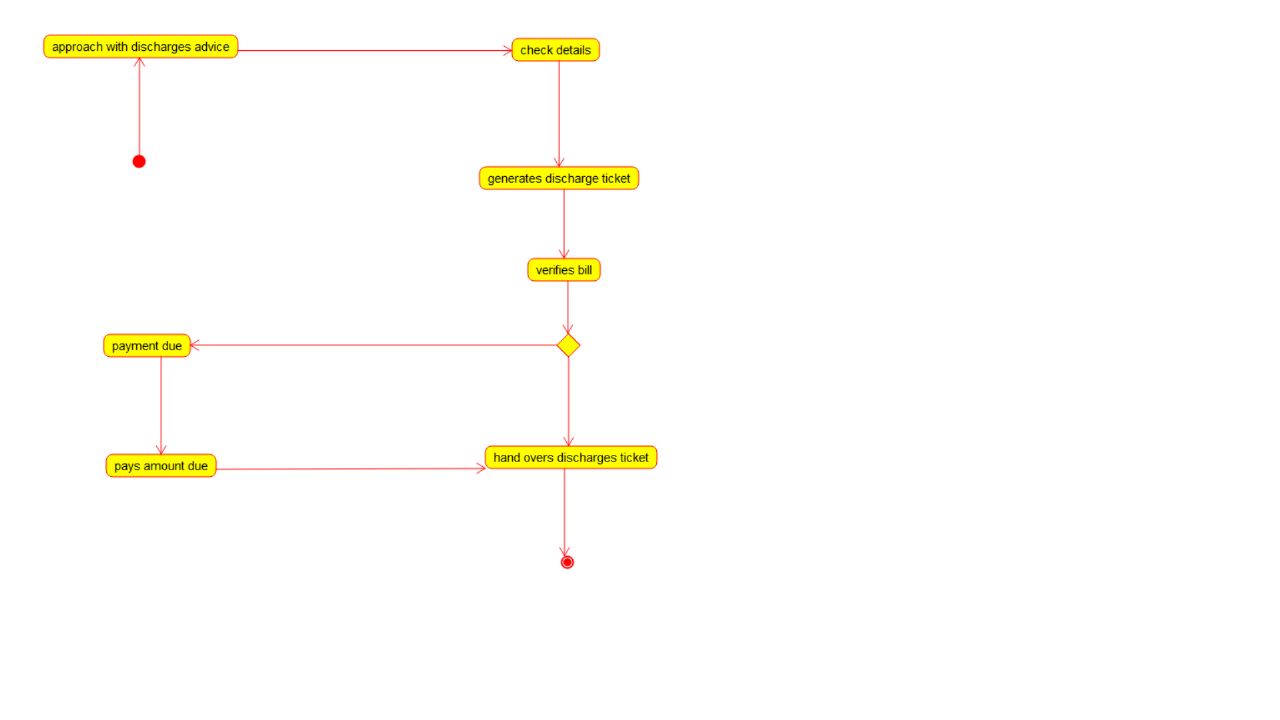 approach with discharges advice
check details
generates discharge ticket
verifies bill
payment due
hand overs discharges ticket
pays amount due